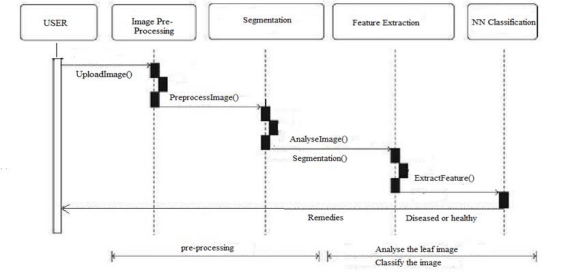 USER
Image Pre-
Processing
Segmentation
Feature Extraction
NN Classification
UploadImage()
PreprocessImage()
AnalyseImage()
Segmentation()
ExtractFeature()
Remedies
Diseased or healthy
pre-processing
Analyse the leaf image
Classify the image